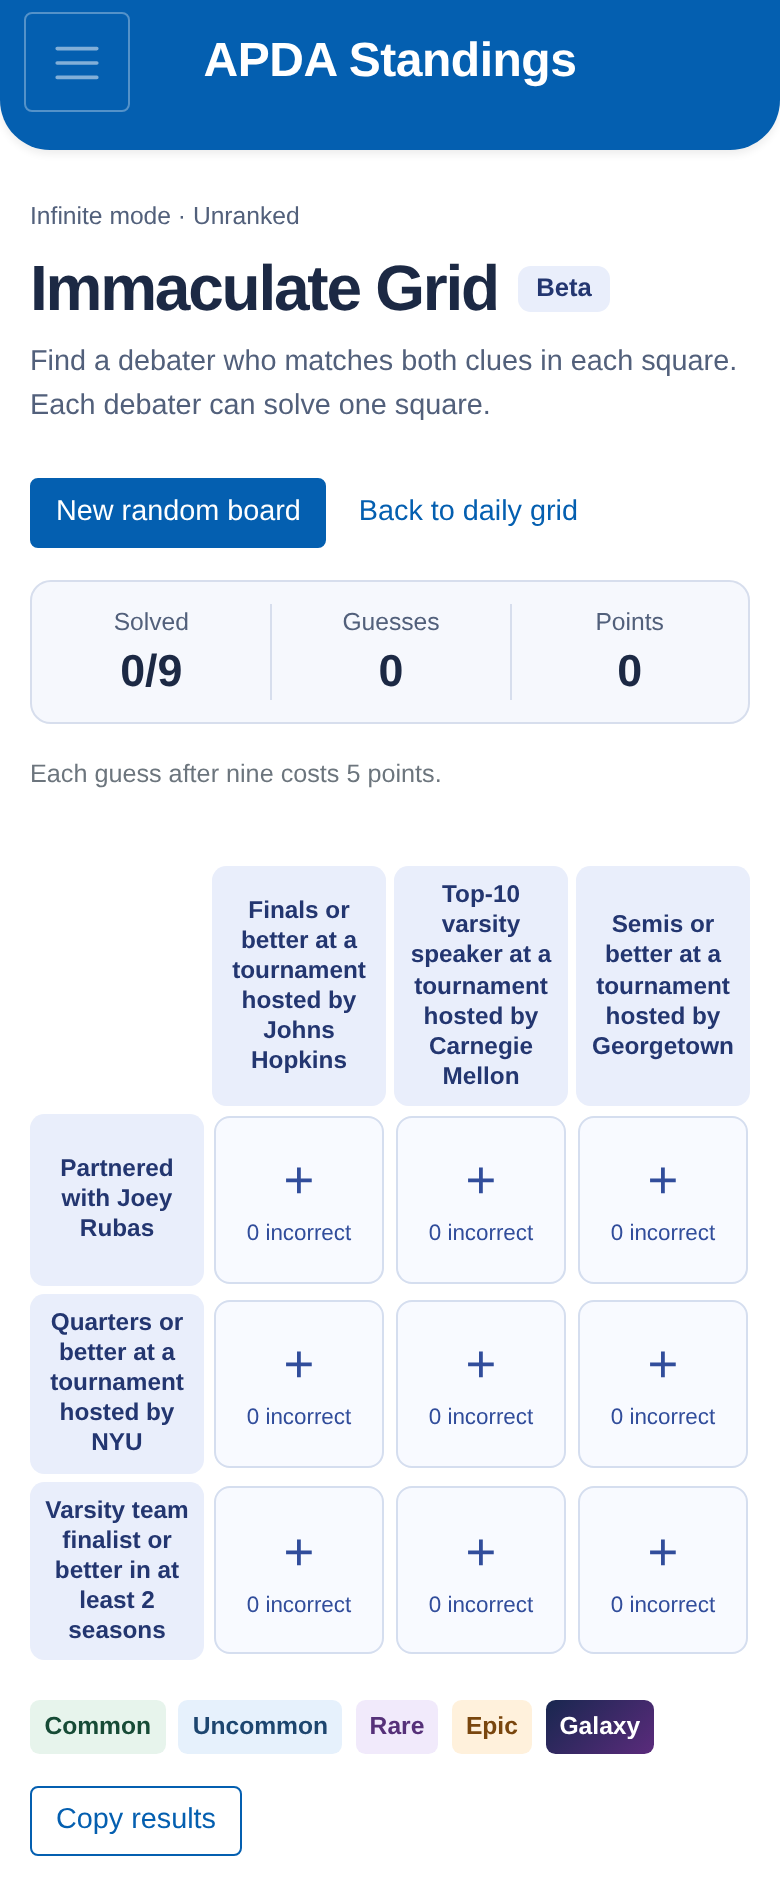 APDA Standings
Infinite mode · Unranked
Immaculate Grid Beta
Find a debater who matches both clues in each square.
Each debater can solve one square.
New random board Back to daily grid
Solved Guesses Points
0/9 0 0
Each guess after nine costs 5 points.
Finals or
better at a
tournament
hosted by
Johns
Hopkins
Top-10
varsity
speaker at a
tournament
hosted by
Carnegie
Mellon
Semis or
better at a
tournament
hosted by
Georgetown
Partnered
with Joey
Rubas
+ + +
0 incorrect 0 incorrect 0 incorrect
Quarters or
better at a
tournament
hosted by
NYU
+ + +
0 incorrect 0 incorrect 0 incorrect
Varsity team
finalist or
better in at
least 2
seasons
+ + +
0 incorrect 0 incorrect 0 incorrect
Common Uncommon Rare Epic Galaxy
Copy results